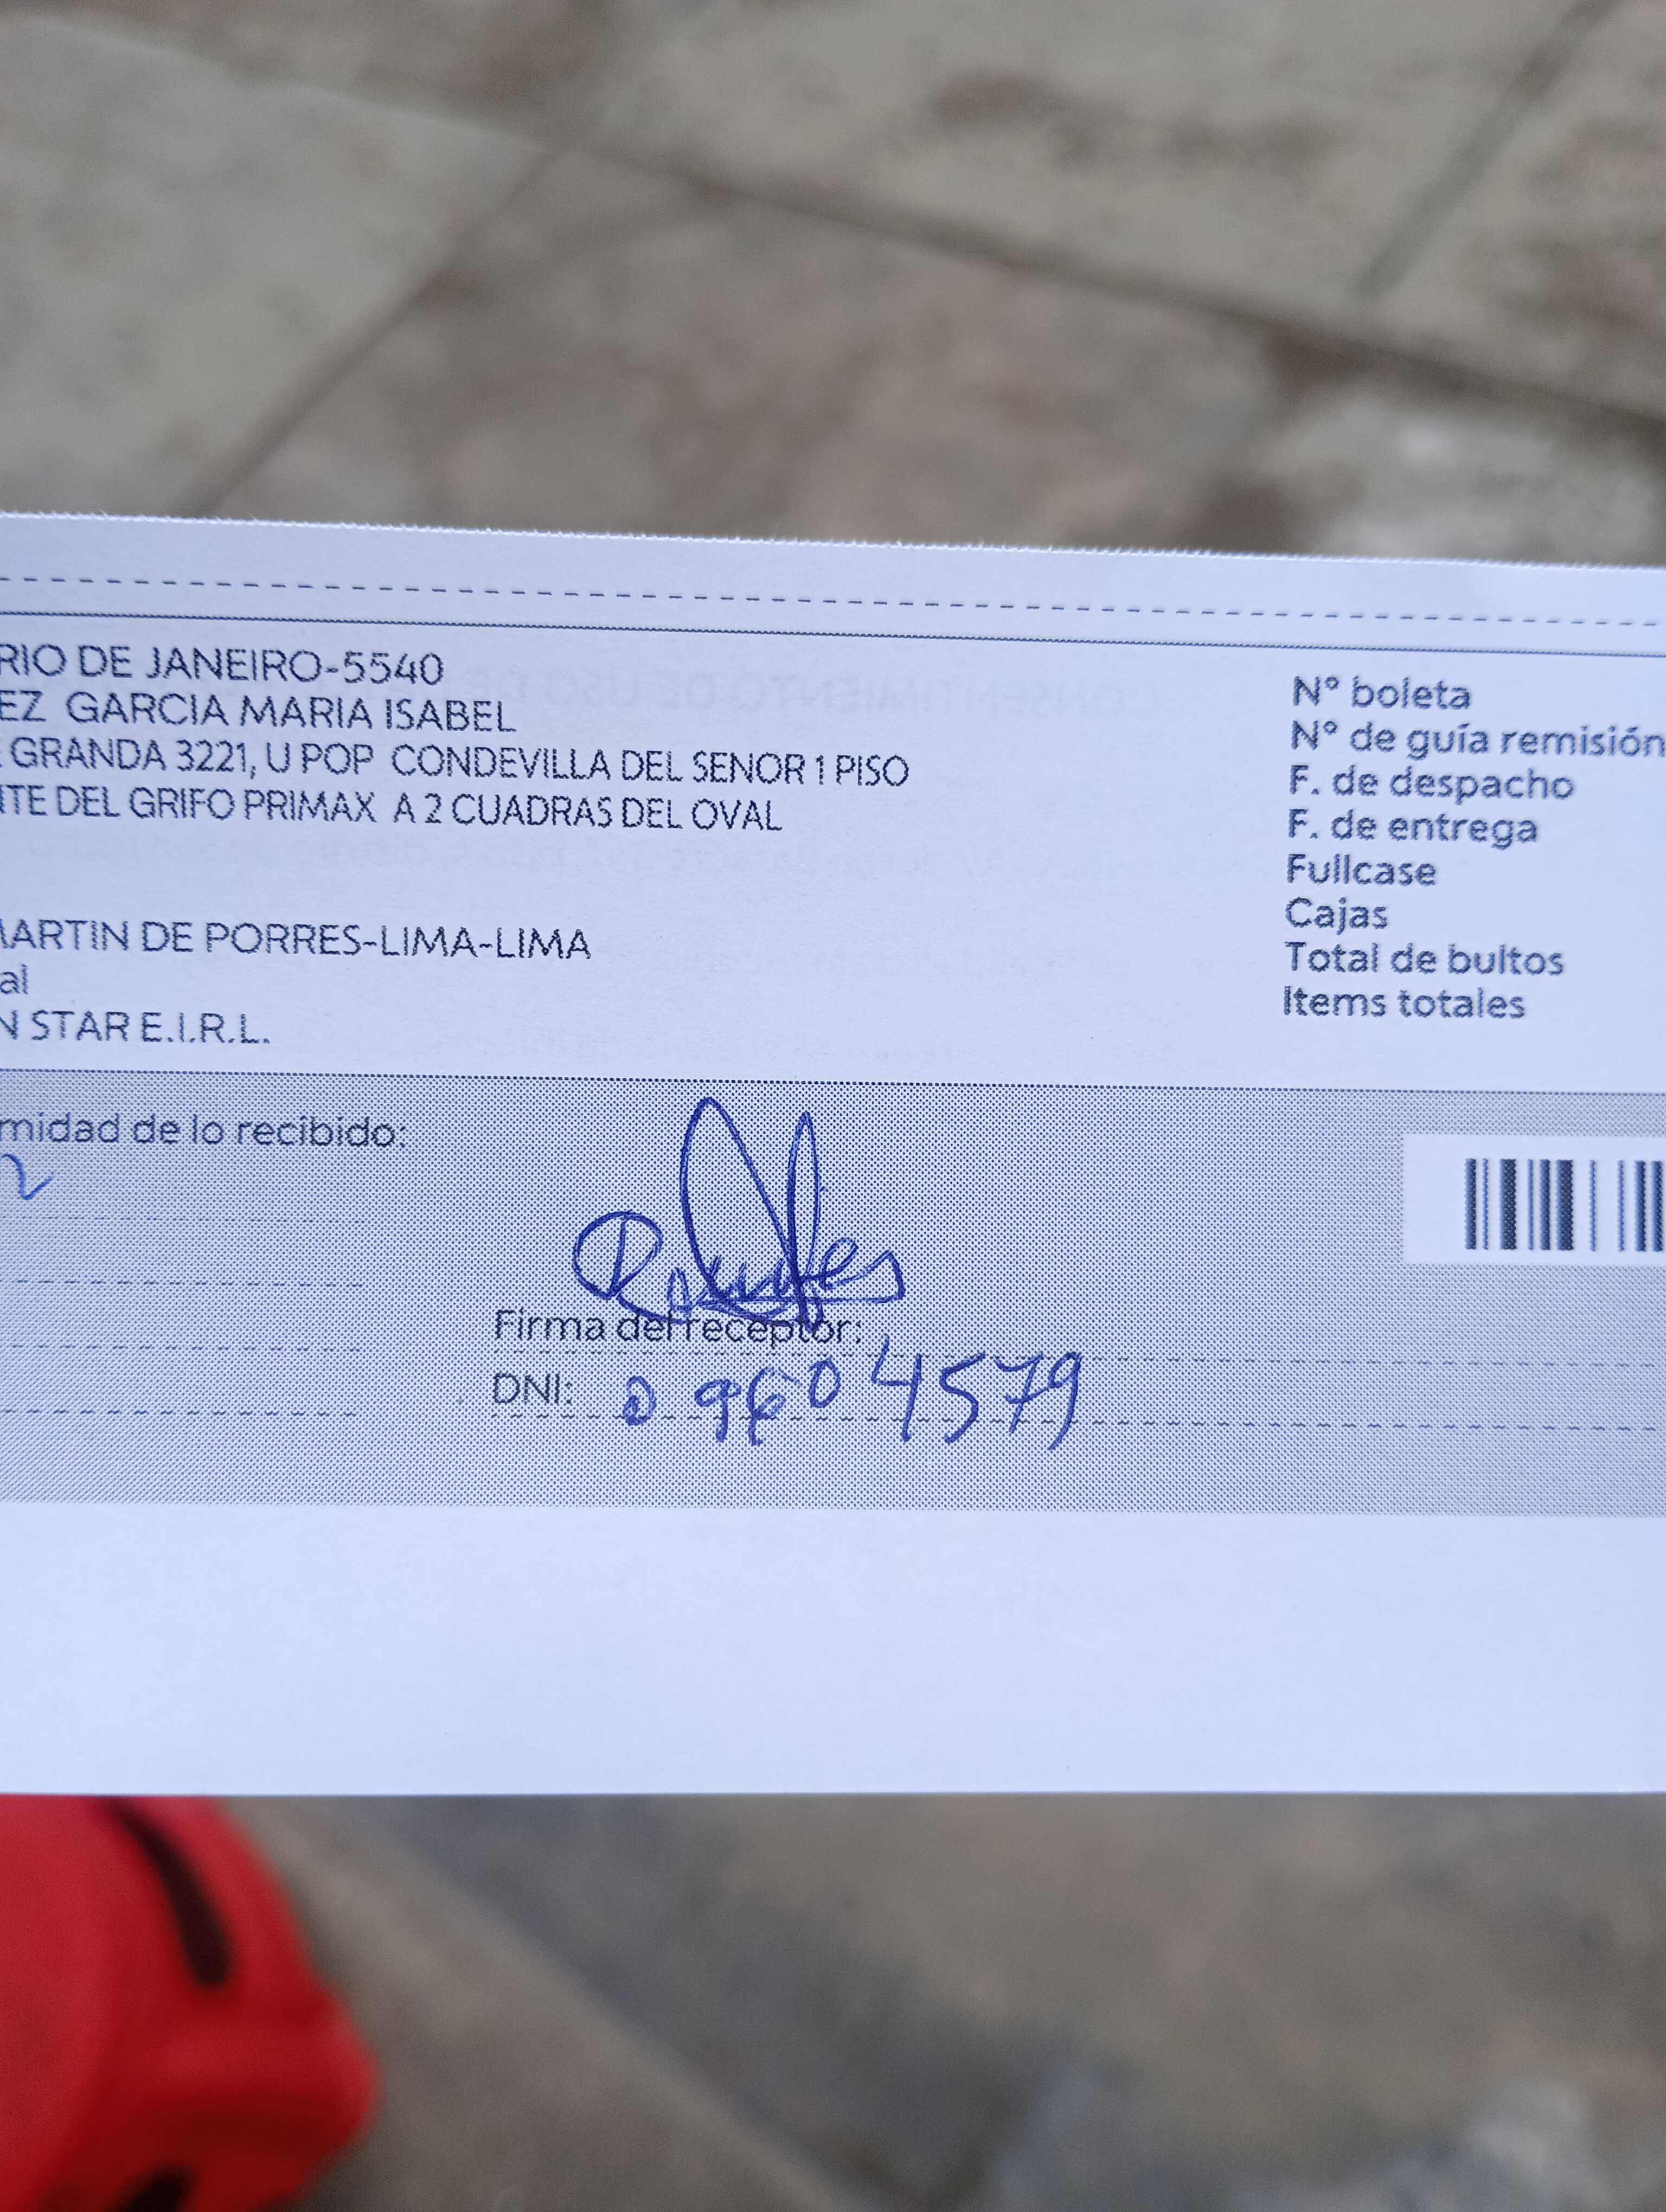 RIO DE JANEIRO-5540
EZ GARCIA MARIA ISABEL
GRANDA 3221, U POP CONDEVILLA DEL SENOR 1 PISO
NTE DEL GRIFO PRIMAX A 2 CUADRAS DEL OVAL
MARTIN DE PORRES-LIMA-LIMA
al
N STAR E.I.R.L.
N° boleta
N° de guía remisión
F. de despacho
F. de entrega
Fullcase
Cajas
Total de bultos
Items totales
midad de lo recibido:
2
Firma del receptor:
DNI: 09604579